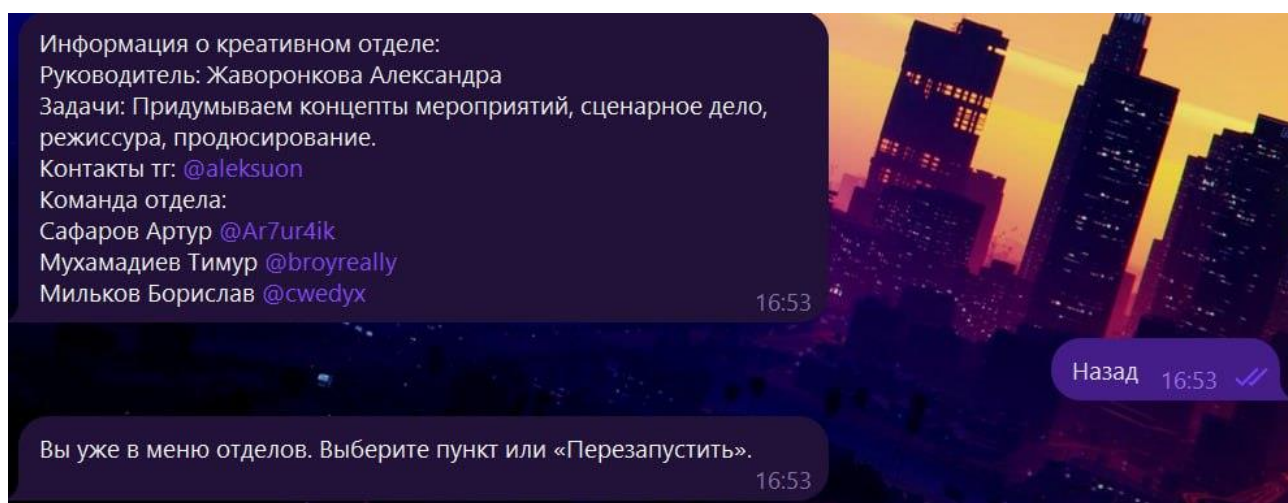 Информация о креативном отделе:
Руководитель: Жаворонкова Александра
Задачи: Придумываем концепты мероприятий, сценарное дело,
режиссура, продюсирование.
Контакты тг: @aleksuon
Команда отдела:
Сафаров Артур @Ar7ur4ik
Мухамадиев Тимур @broyreally
Мильков Борислав @cwedyx
16:53
Назад 16:53
Вы уже в меню отделов. Выберите пункт или «Перезапустить».
16:53